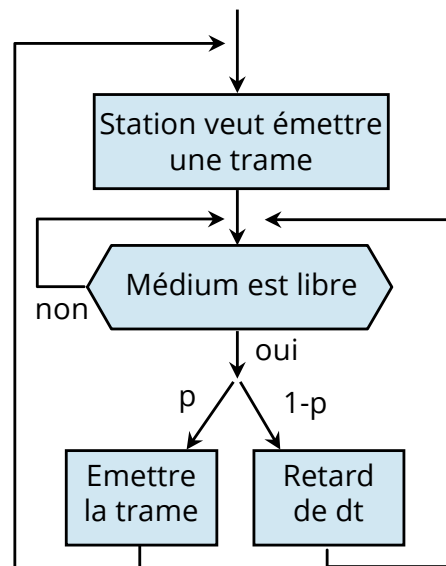 Station veut émettre
une trame
Médium est libre
non
oui
p
1-p
Emettre
la trame
Retard
de dt